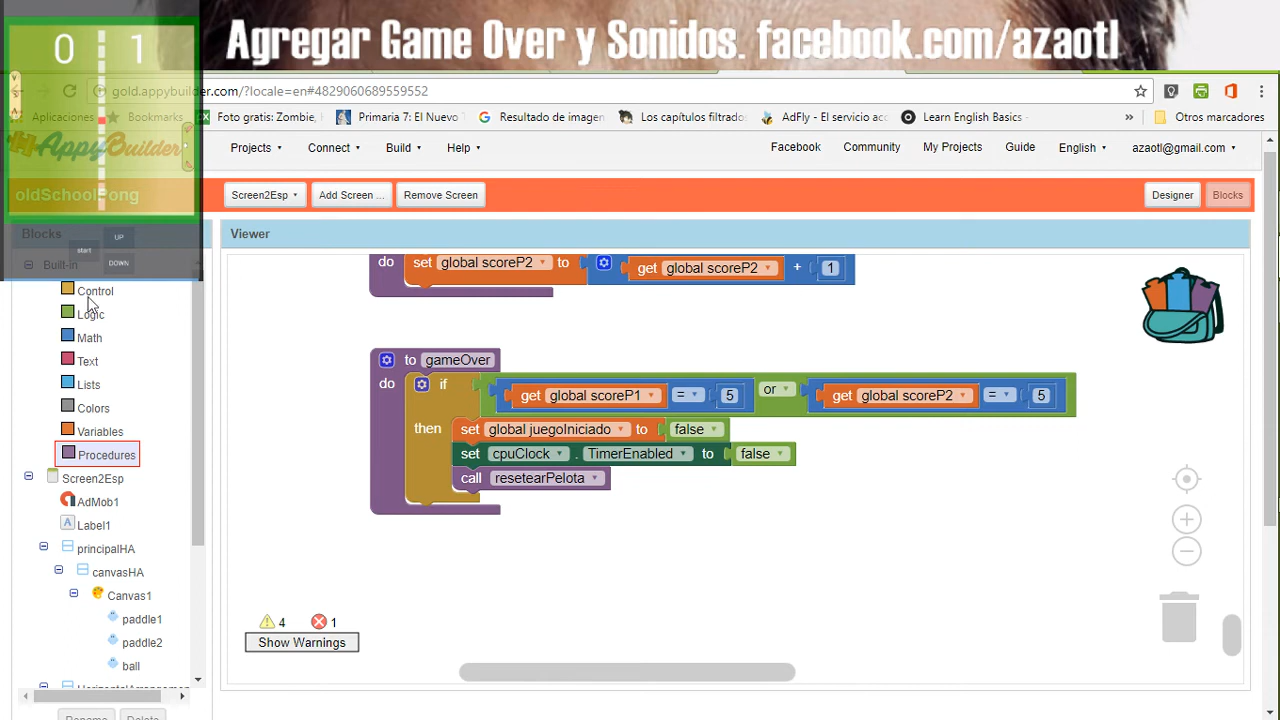 Agregar Game Over y Sonidos. facebook.com/azaotl
0 1
AppyBuilder
oldSchoolPong
start
UP
DOWN
gold.appybuilder.com/?locale=en#4829060689559552
Aplicaciones
Bookmarks
Foto gratis: Zombie,
Primaria 7: El Nuevo
Resultado de imagen
Los capítulos filtrados
AdFly - El servicio acc
Learn English Basics -
»
Otros marcadores
Projects
Connect
Build
Help
Facebook
Community
My Projects
Guide
English
azaotl@gmail.com
Screen2Esp
Add Screen ...
Remove Screen
Designer
Blocks
Blocks
Viewer
Built-in
Control
Logic
Math
Text
Lists
Colors
Variables
Procedures
Screen2Esp
AdMob1
A Label1
principalHA
canvasHA
Canvas1
paddle1
paddle2
ball
Rename
Delete
do set global scoreP2 to get global scoreP2 + 1
to gameOver
do if get global scoreP1 = 5 or get global scoreP2 = 5
then set global juegoIniciado to false
set cpuClock . TimerEnabled to false
call resetearPelota
4 1
Show Warnings